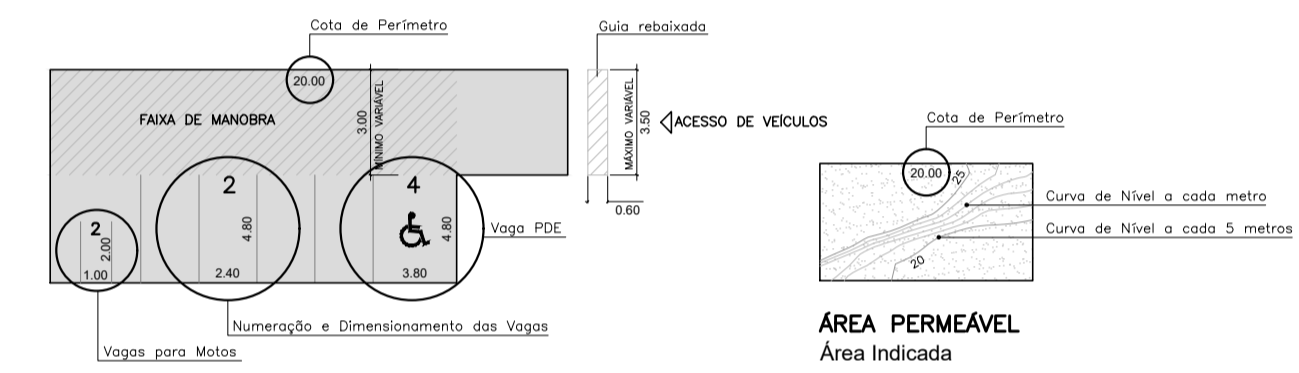 Cota de Perímetro
Guia rebaixada
20.00
FAIXA DE MANOBRA
3.00
MÍNIMO VARIÁVEL
MÁXIMO VARIÁVEL
3.50
ACESSO DE VEÍCULOS
0.60
2
2.00
1.00
2
4.80
2.40
4
4.80
3.80
Vaga PDE
Numeração e Dimensionamento das Vagas
Vagas para Motos
Cota de Perímetro
20.00
25
20
Curva de Nível a cada metro
Curva de Nível a cada 5 metros
ÁREA PERMEÁVEL
Área Indicada